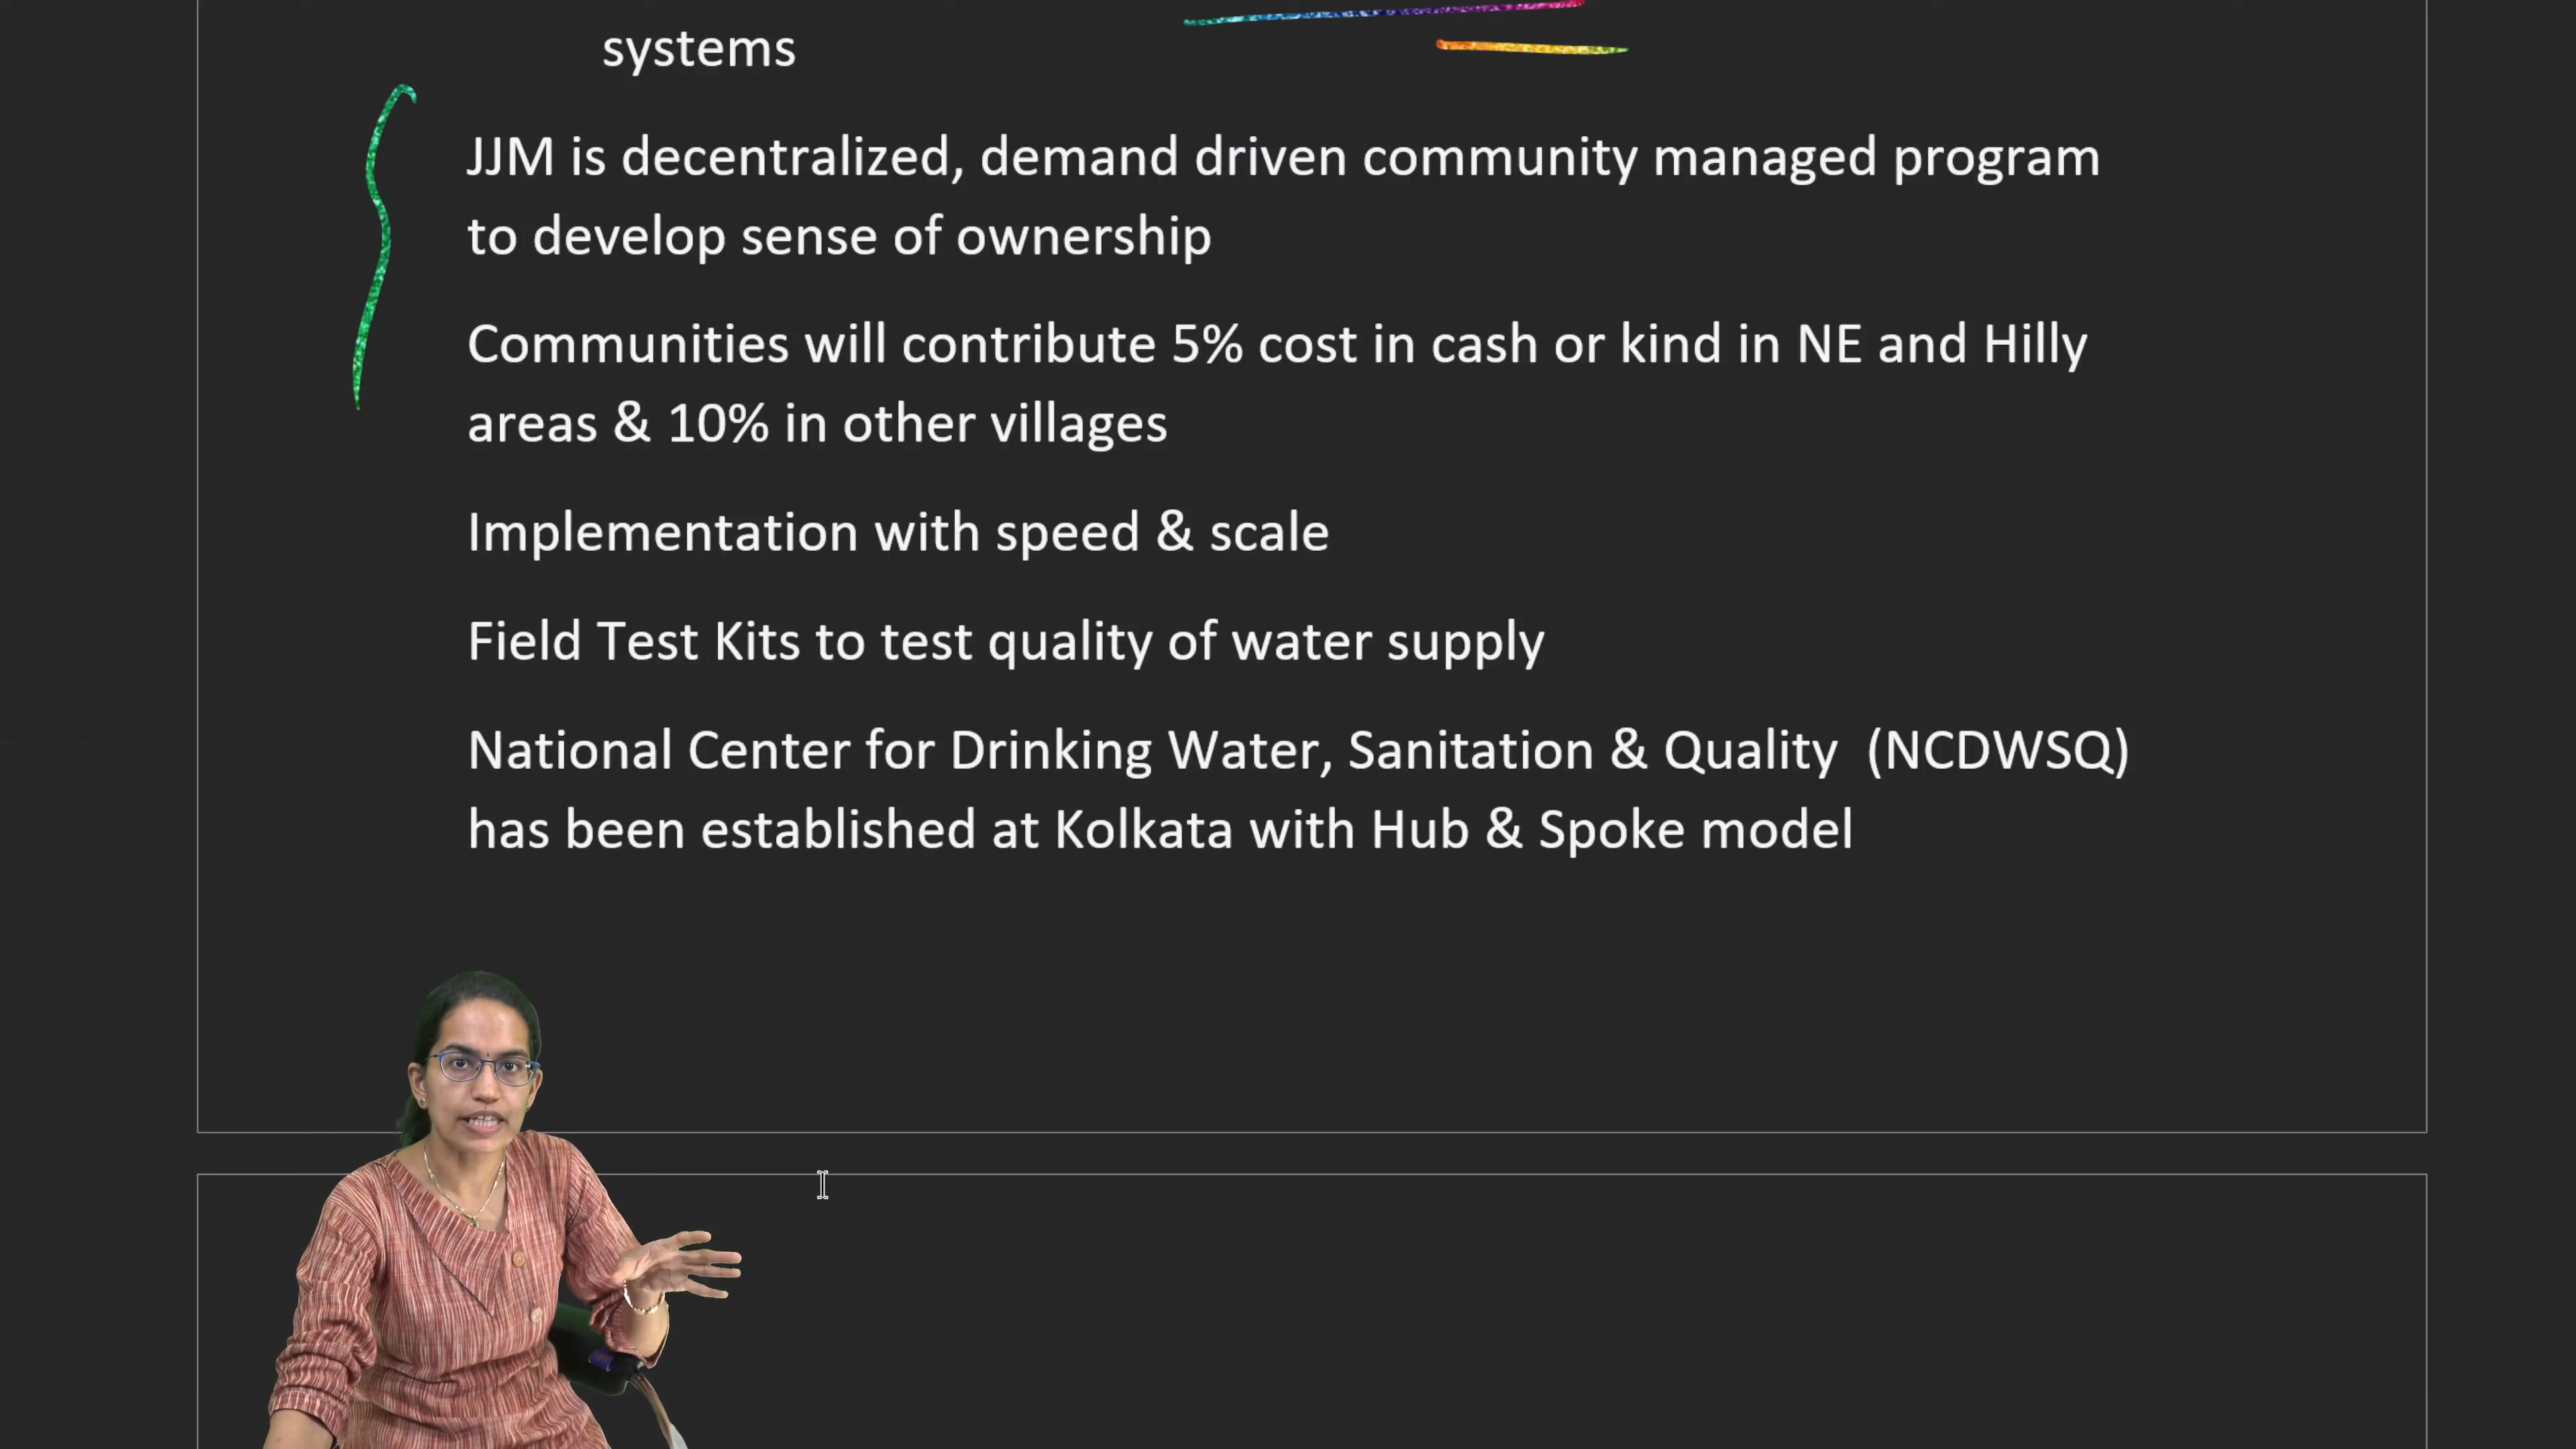 systems
JJM is decentralized, demand driven community managed program
to develop sense of ownership
Communities will contribute 5% cost in cash or kind in NE and Hilly
areas & 10% in other villages
Implementation with speed & scale
Field Test Kits to test quality of water supply
National Center for Drinking Water, Sanitation & Quality  (NCDWSQ)
has been established at Kolkata with Hub & Spoke model